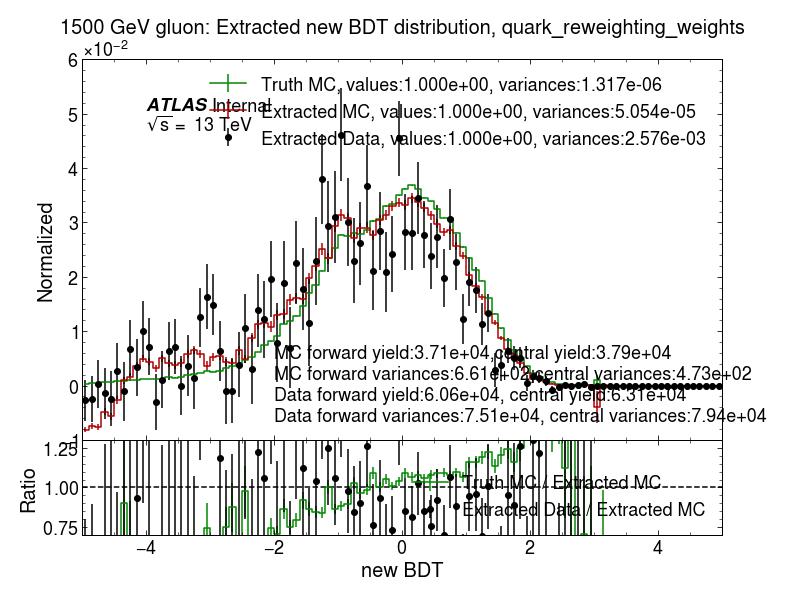 1500 GeV gluon: Extracted new BDT distribution, quark_reweighting_weights
×10⁻²
Truth MC, values:1.000e+00, variances:1.317e-06
ATLAS Internal
Extracted MC, values:1.000e+00, variances:5.054e-05
√s = 13 TeV
Extracted Data, values:1.000e+00, variances:2.576e-03
6
5
4
3
2
1
0
1
Normalized
MC forward yield:3.71e+04,central yield:3.79e+04
MC forward variances:6.61e+02,central variances:4.73e+02
Data forward yield:6.06e+04, central yield:6.31e+04
Data forward variances:7.51e+04, central variances:7.94e+04
1.25
1.00
0.75
Ratio
Truth MC / Extracted MC
Extracted Data / Extracted MC
−4 −2 0 2 4
new BDT